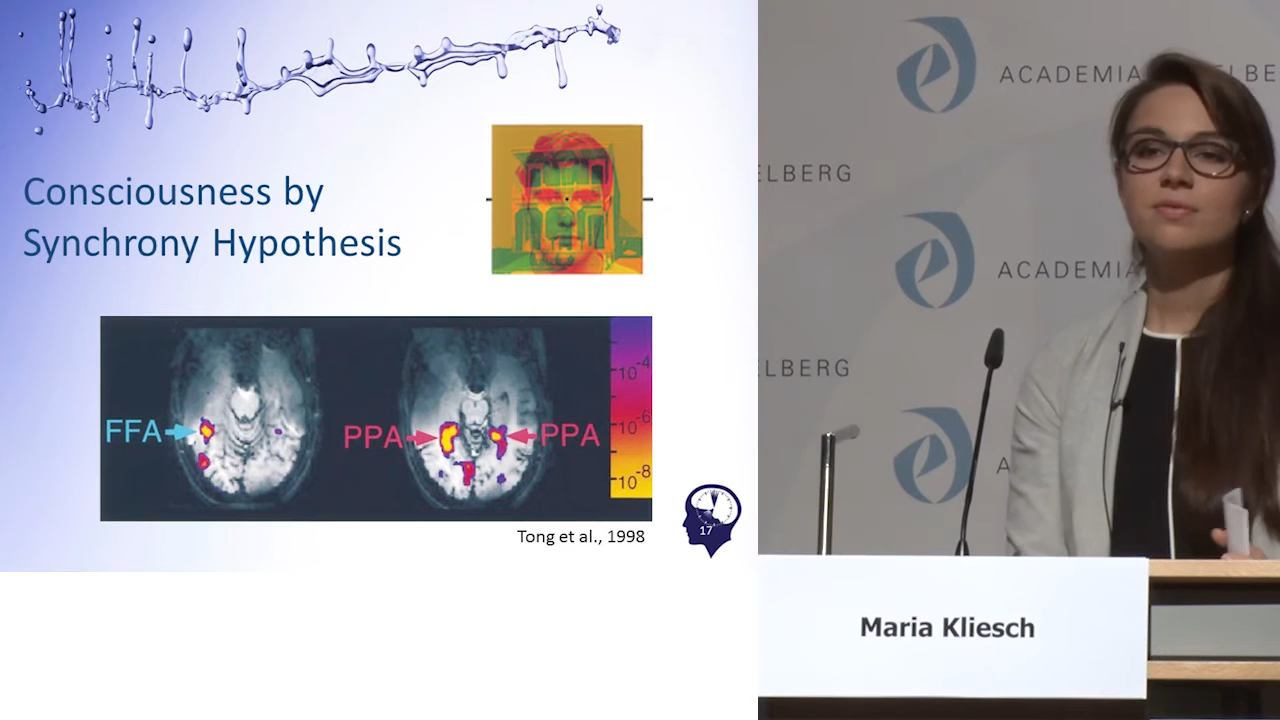 Consciousness by
Synchrony Hypothesis
FFA
PPA
PPA
10-4
10-6
10-8
Tong et al., 1998
17
ACADEMIA
ELBE
ELBERG
ACADEMIA
ELBERG
A
Maria Kliesch